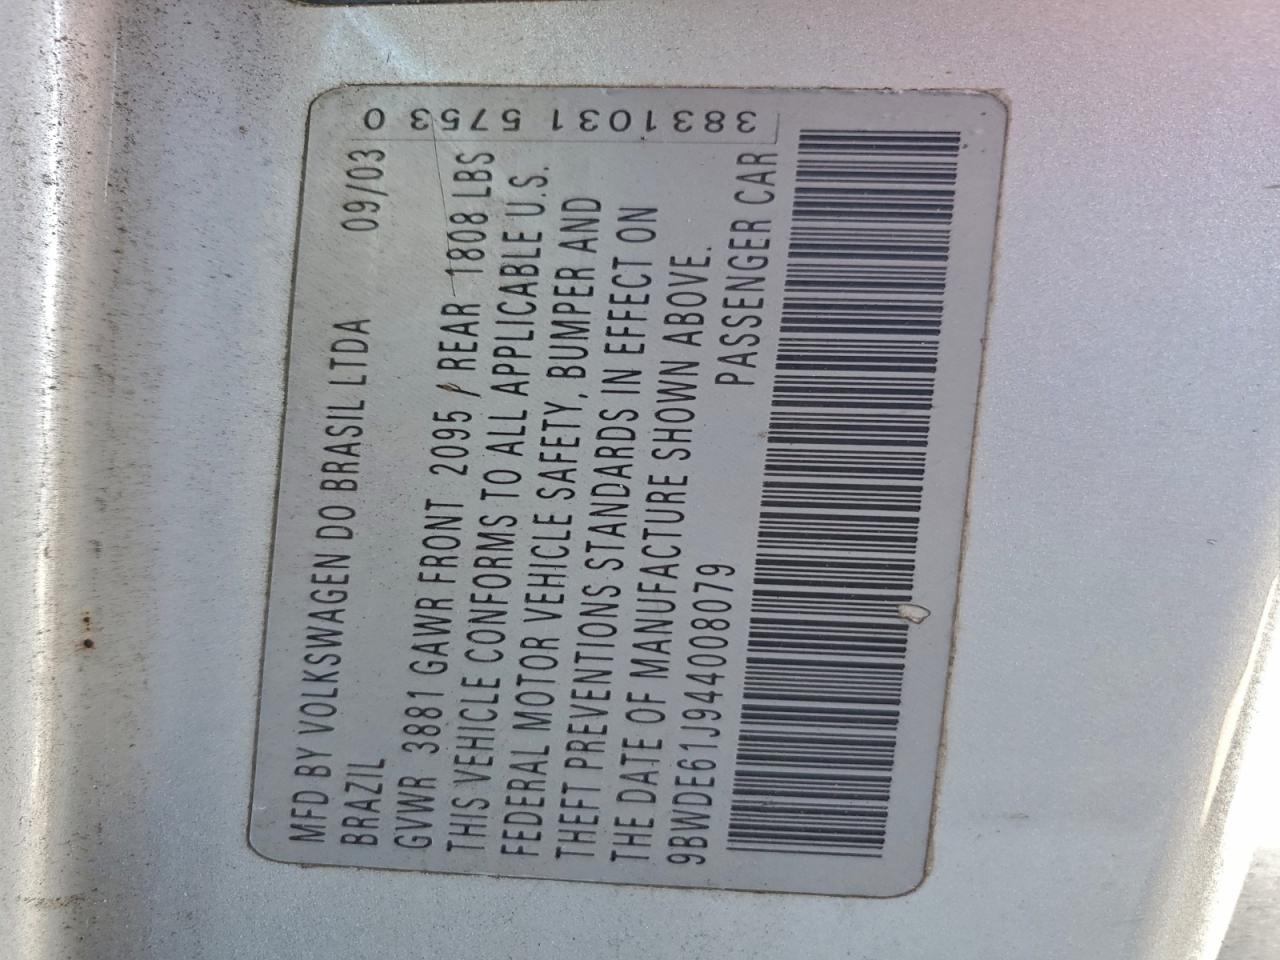 MFD BY VOLKSWAGEN DO BRASIL LTDA
BRAZIL 09/03
GVWR 3881 GAWR FRONT 2095 / REAR 1808 LBS
THIS VEHICLE CONFORMS TO ALL APPLICABLE U.S.
FEDERAL MOTOR VEHICLE SAFETY, BUMPER AND
THEFT PREVENTIONS STANDARDS IN EFFECT ON
THE DATE OF MANUFACTURE SHOWN ABOVE.
9BWDE61J944008079 PASSENGER CAR
3831031 5753 0